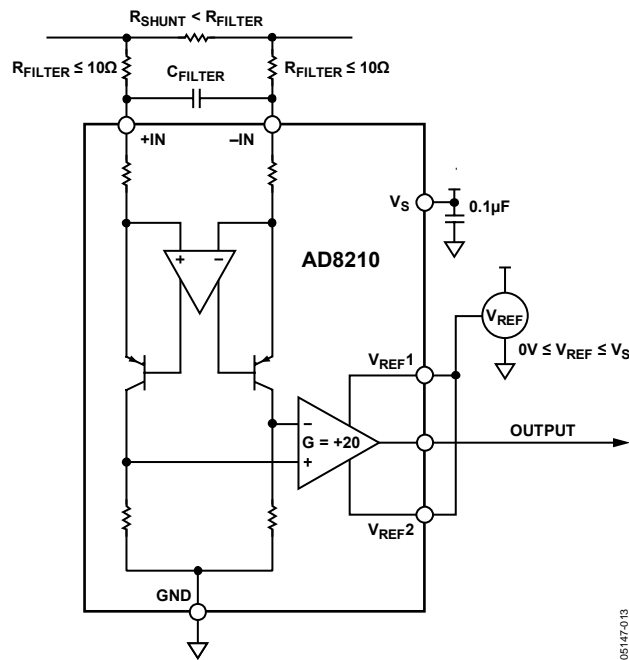 RSHUNT < RFILTER
RFILTER ≤ 10Ω
CFILTER
RFILTER ≤ 10Ω
+IN
–IN
VS
0.1µF
+
–
AD8210
VREF
0V ≤ VREF ≤ VS
VREF1
–
G = +20
+
OUTPUT
VREF2
GND
05147-013